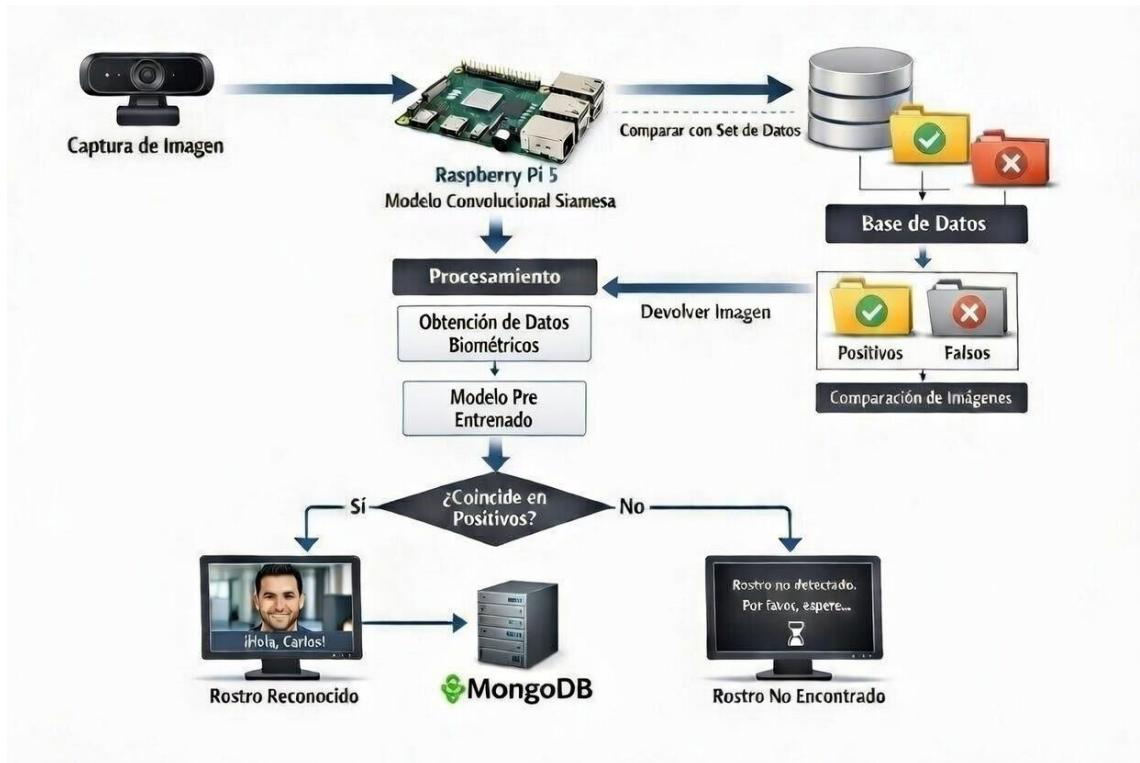 Captura de Imagen
Raspberry Pi 5
Modelo Convolucional Siamesa
Comparar con Set de Datos
Base de Datos
Procesamiento
Devolver Imagen
Positivos
Falsos
Comparación de Imágenes
Obtención de Datos
Biométricos
Modelo Pre
Entrenado
¿Coincide en
Positivos?
Sí
No
¡Hola, Carlos!
Rostro Reconocido
MongoDB
Rostro no detectado.
Por favor, espere...
Rostro No Encontrado